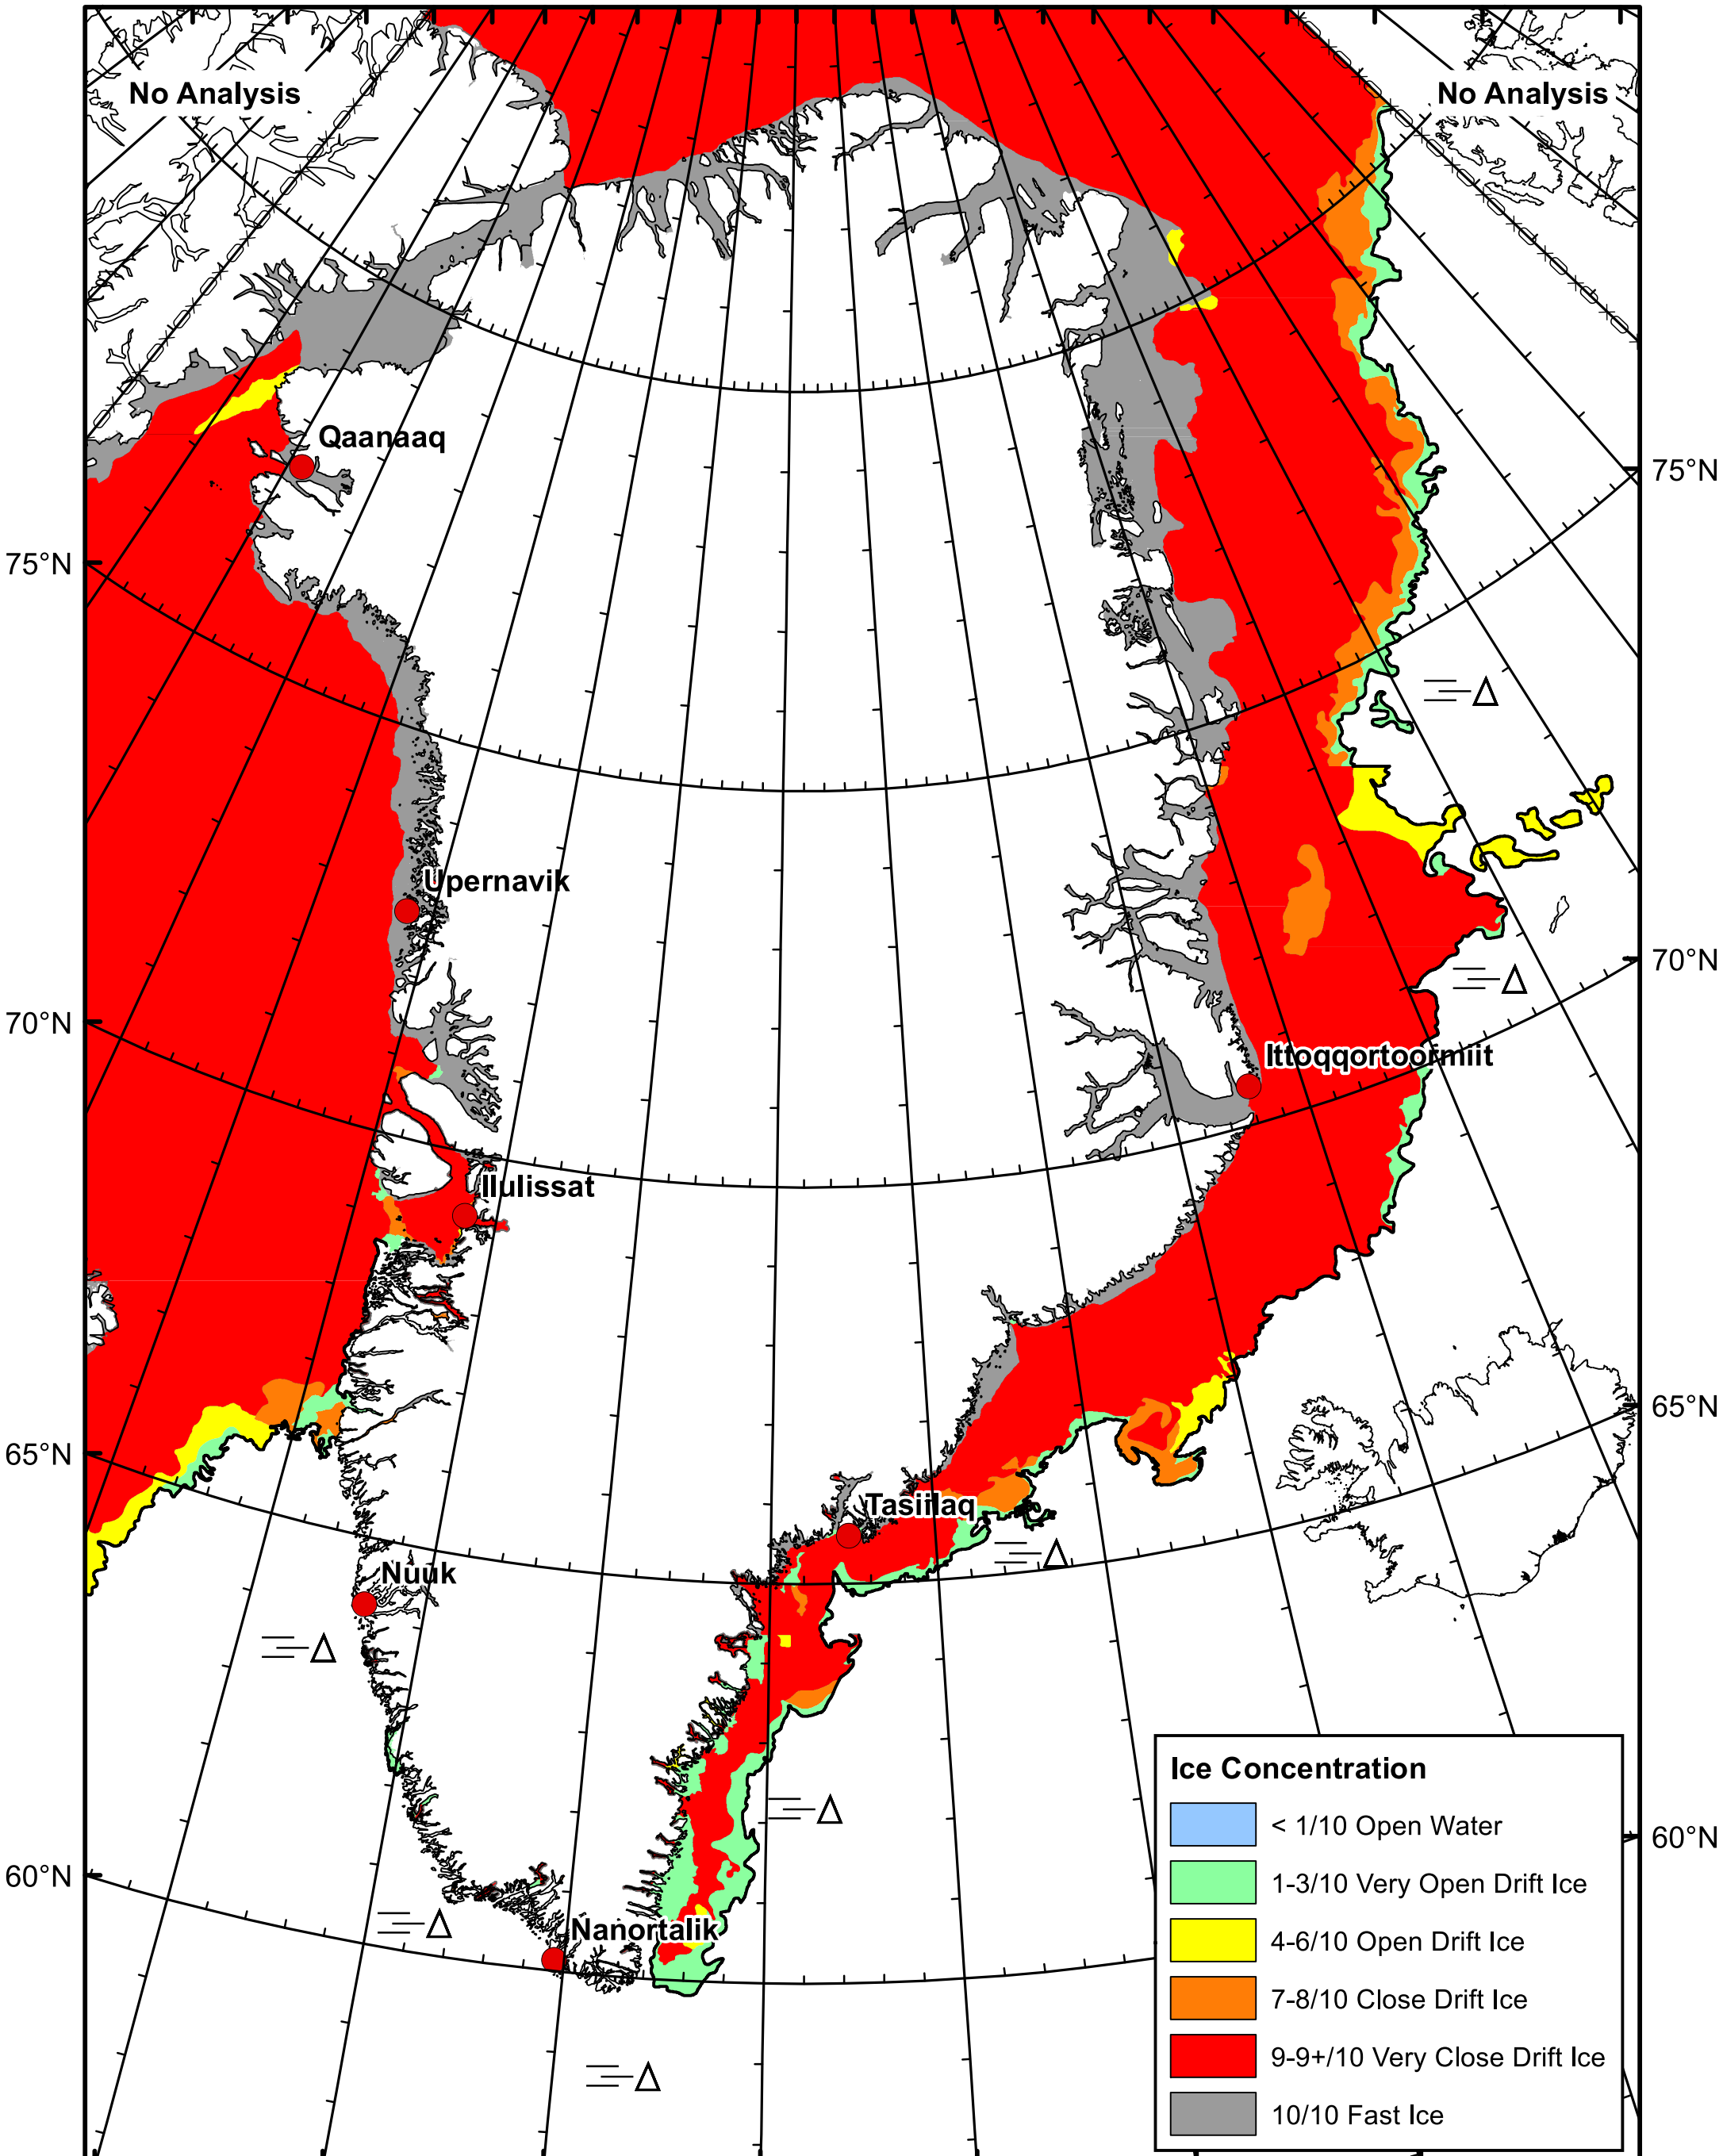 No Analysis
No Analysis
Qaanaaq
75°N
75°N
Upernavik
70°N
70°N
Ittoqqortoormiit
Ilulissat
65°N
65°N
Tasiilaq
Nuuk
Ice Concentration
< 1/10 Open Water
1-3/10 Very Open Drift Ice
4-6/10 Open Drift Ice
7-8/10 Close Drift Ice
9-9+/10 Very Close Drift Ice
10/10 Fast Ice
60°N
60°N
Nanortalik